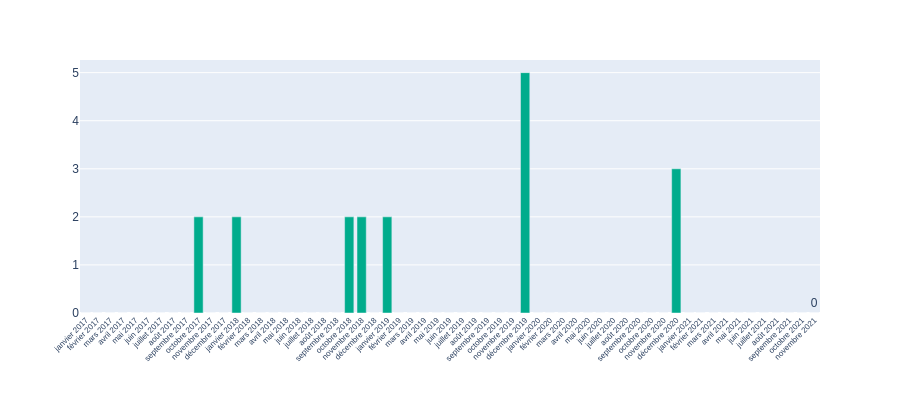 5
4
3
2
1
0
0
janvier 2017
février 2017
mars 2017
avril 2017
mai 2017
juin 2017
juillet 2017
août 2017
septembre 2017
octobre 2017
novembre 2017
décembre 2017
janvier 2018
février 2018
mars 2018
avril 2018
mai 2018
juin 2018
juillet 2018
août 2018
septembre 2018
octobre 2018
novembre 2018
décembre 2018
janvier 2019
février 2019
mars 2019
avril 2019
mai 2019
juin 2019
juillet 2019
août 2019
septembre 2019
octobre 2019
novembre 2019
décembre 2019
janvier 2020
février 2020
mars 2020
avril 2020
mai 2020
juin 2020
juillet 2020
août 2020
septembre 2020
octobre 2020
novembre 2020
décembre 2020
janvier 2021
février 2021
mars 2021
avril 2021
mai 2021
juin 2021
juillet 2021
août 2021
septembre 2021
octobre 2021
novembre 2021